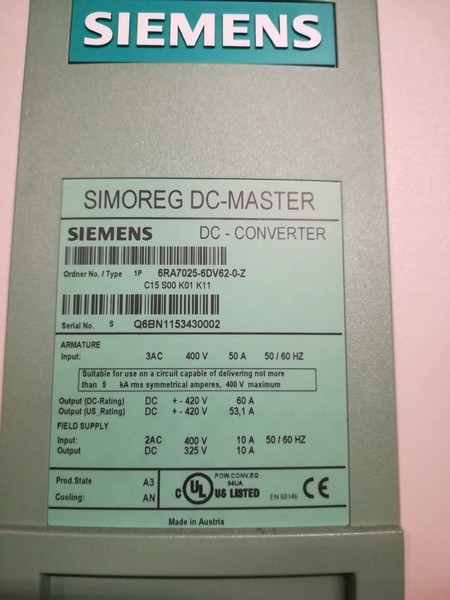 SIEMENS
SIMOREG DC-MASTER
SIEMENS DC - CONVERTER
Ordner No. / Type 1P 6RA7025-6DV62-0-Z
C15 S00 K01 K11
Serial No. S Q6BN1153430002
ARMATURE
Input: 3AC 400 V 50 A 50 / 60 HZ
Suitable for use on a circuit capable of delivering not more
than 5 kA rms symmetrical amperes, 400 V maximum
Output (DC-Rating) DC + - 420 V 60 A
Output (US_Rating) DC + - 420 V 53,1 A
FIELD SUPPLY
Input: 2AC 400 V 10 A 50 / 60 HZ
Output DC 325 V 10 A
Prod.State A3
Cooling: AN
POW.CONV.EQ.
94UA
C UL US LISTED
EN 60146 CE
Made in Austria